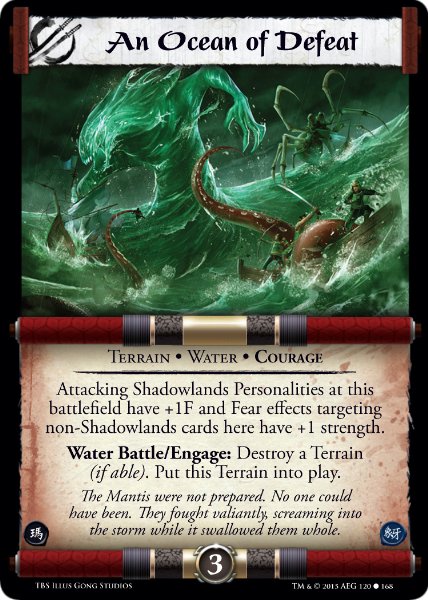 An Ocean of Defeat
Terrain • Water • Courage
Attacking Shadowlands Personalities at this
battlefield have +1F and Fear effects targeting
non-Shadowlands cards here have +1 strength.
Water Battle/Engage: Destroy a Terrain
(if able). Put this Terrain into play.
The Mantis were not prepared. No one could
have been. They fought valiantly, screaming into
the storm while it swallowed them whole.
3
TBS Illus Gong Studios
TM & © 2013 AEG 120 ● 168